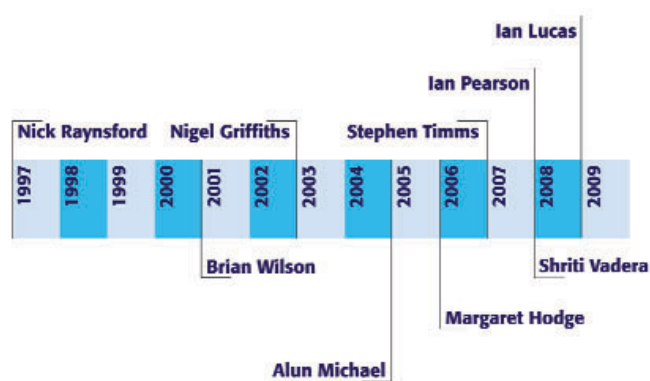 Ian Lucas
Ian Pearson
Nick Raynsford Nigel Griffiths Stephen Timms
1997 1998 1999 2000 2001 2002 2003 2004 2005 2006 2007 2008 2009
Brian Wilson Shriti Vadera
Margaret Hodge
Alun Michael